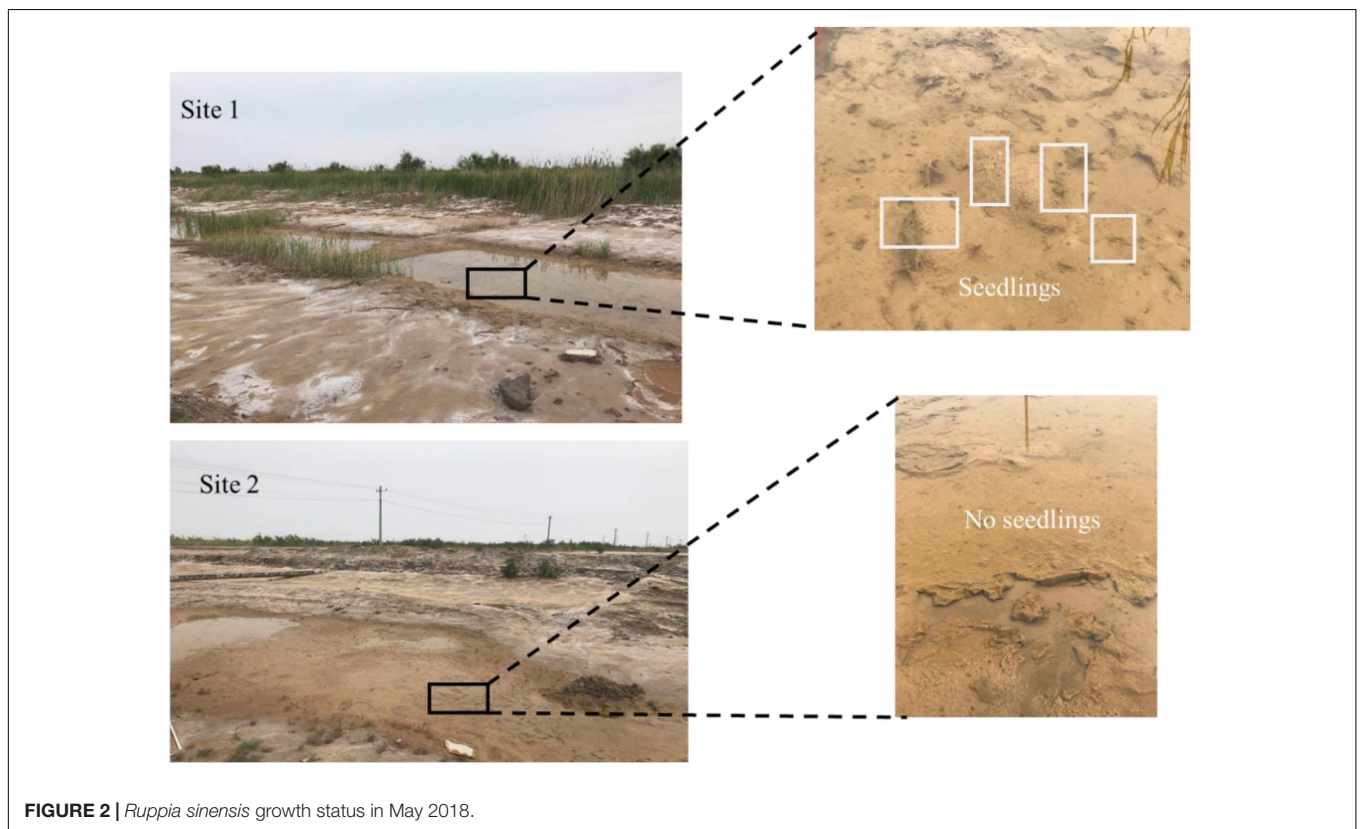 Site 1
Seedlings
Site 2
No seedlings
FIGURE 2 | Ruppia sinensis growth status in May 2018.